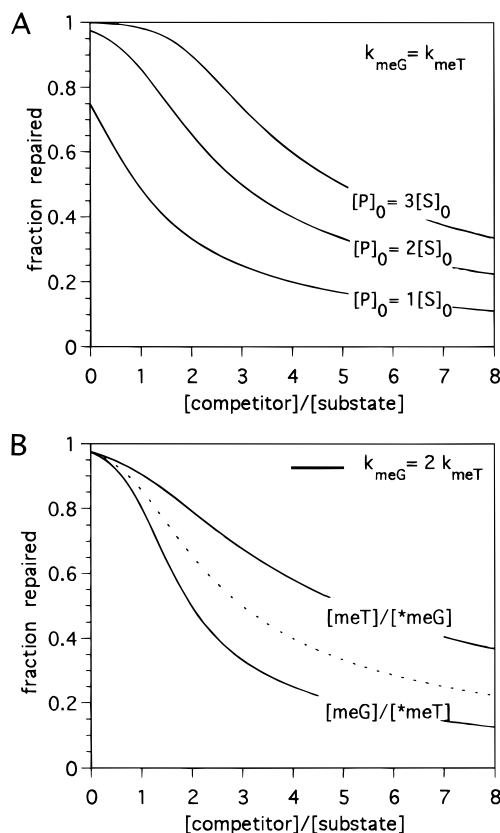 A
1
0.8
0.6
0.4
0.2
0
fraction repaired
k_meG = k_meT
[P]_0 = 3[S]_0
[P]_0 = 2[S]_0
[P]_0 = 1[S]_0
0 1 2 3 4 5 6 7 8
[competitor]/[substate]
B
1
0.8
0.6
0.4
0.2
0
fraction repaired
k_meG = 2 k_meT
[meT]/[*meG]
[meG]/[*meT]
0 1 2 3 4 5 6 7 8
[competitor]/[substate]